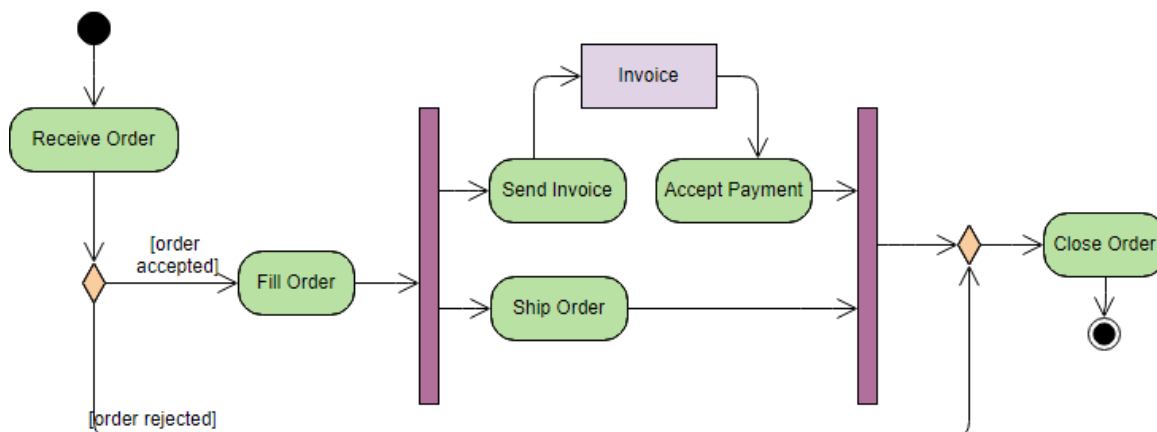 Invoice
Receive Order
Send Invoice
Accept Payment
[order
accepted]
Close Order
Fill Order
Ship Order
[order rejected]